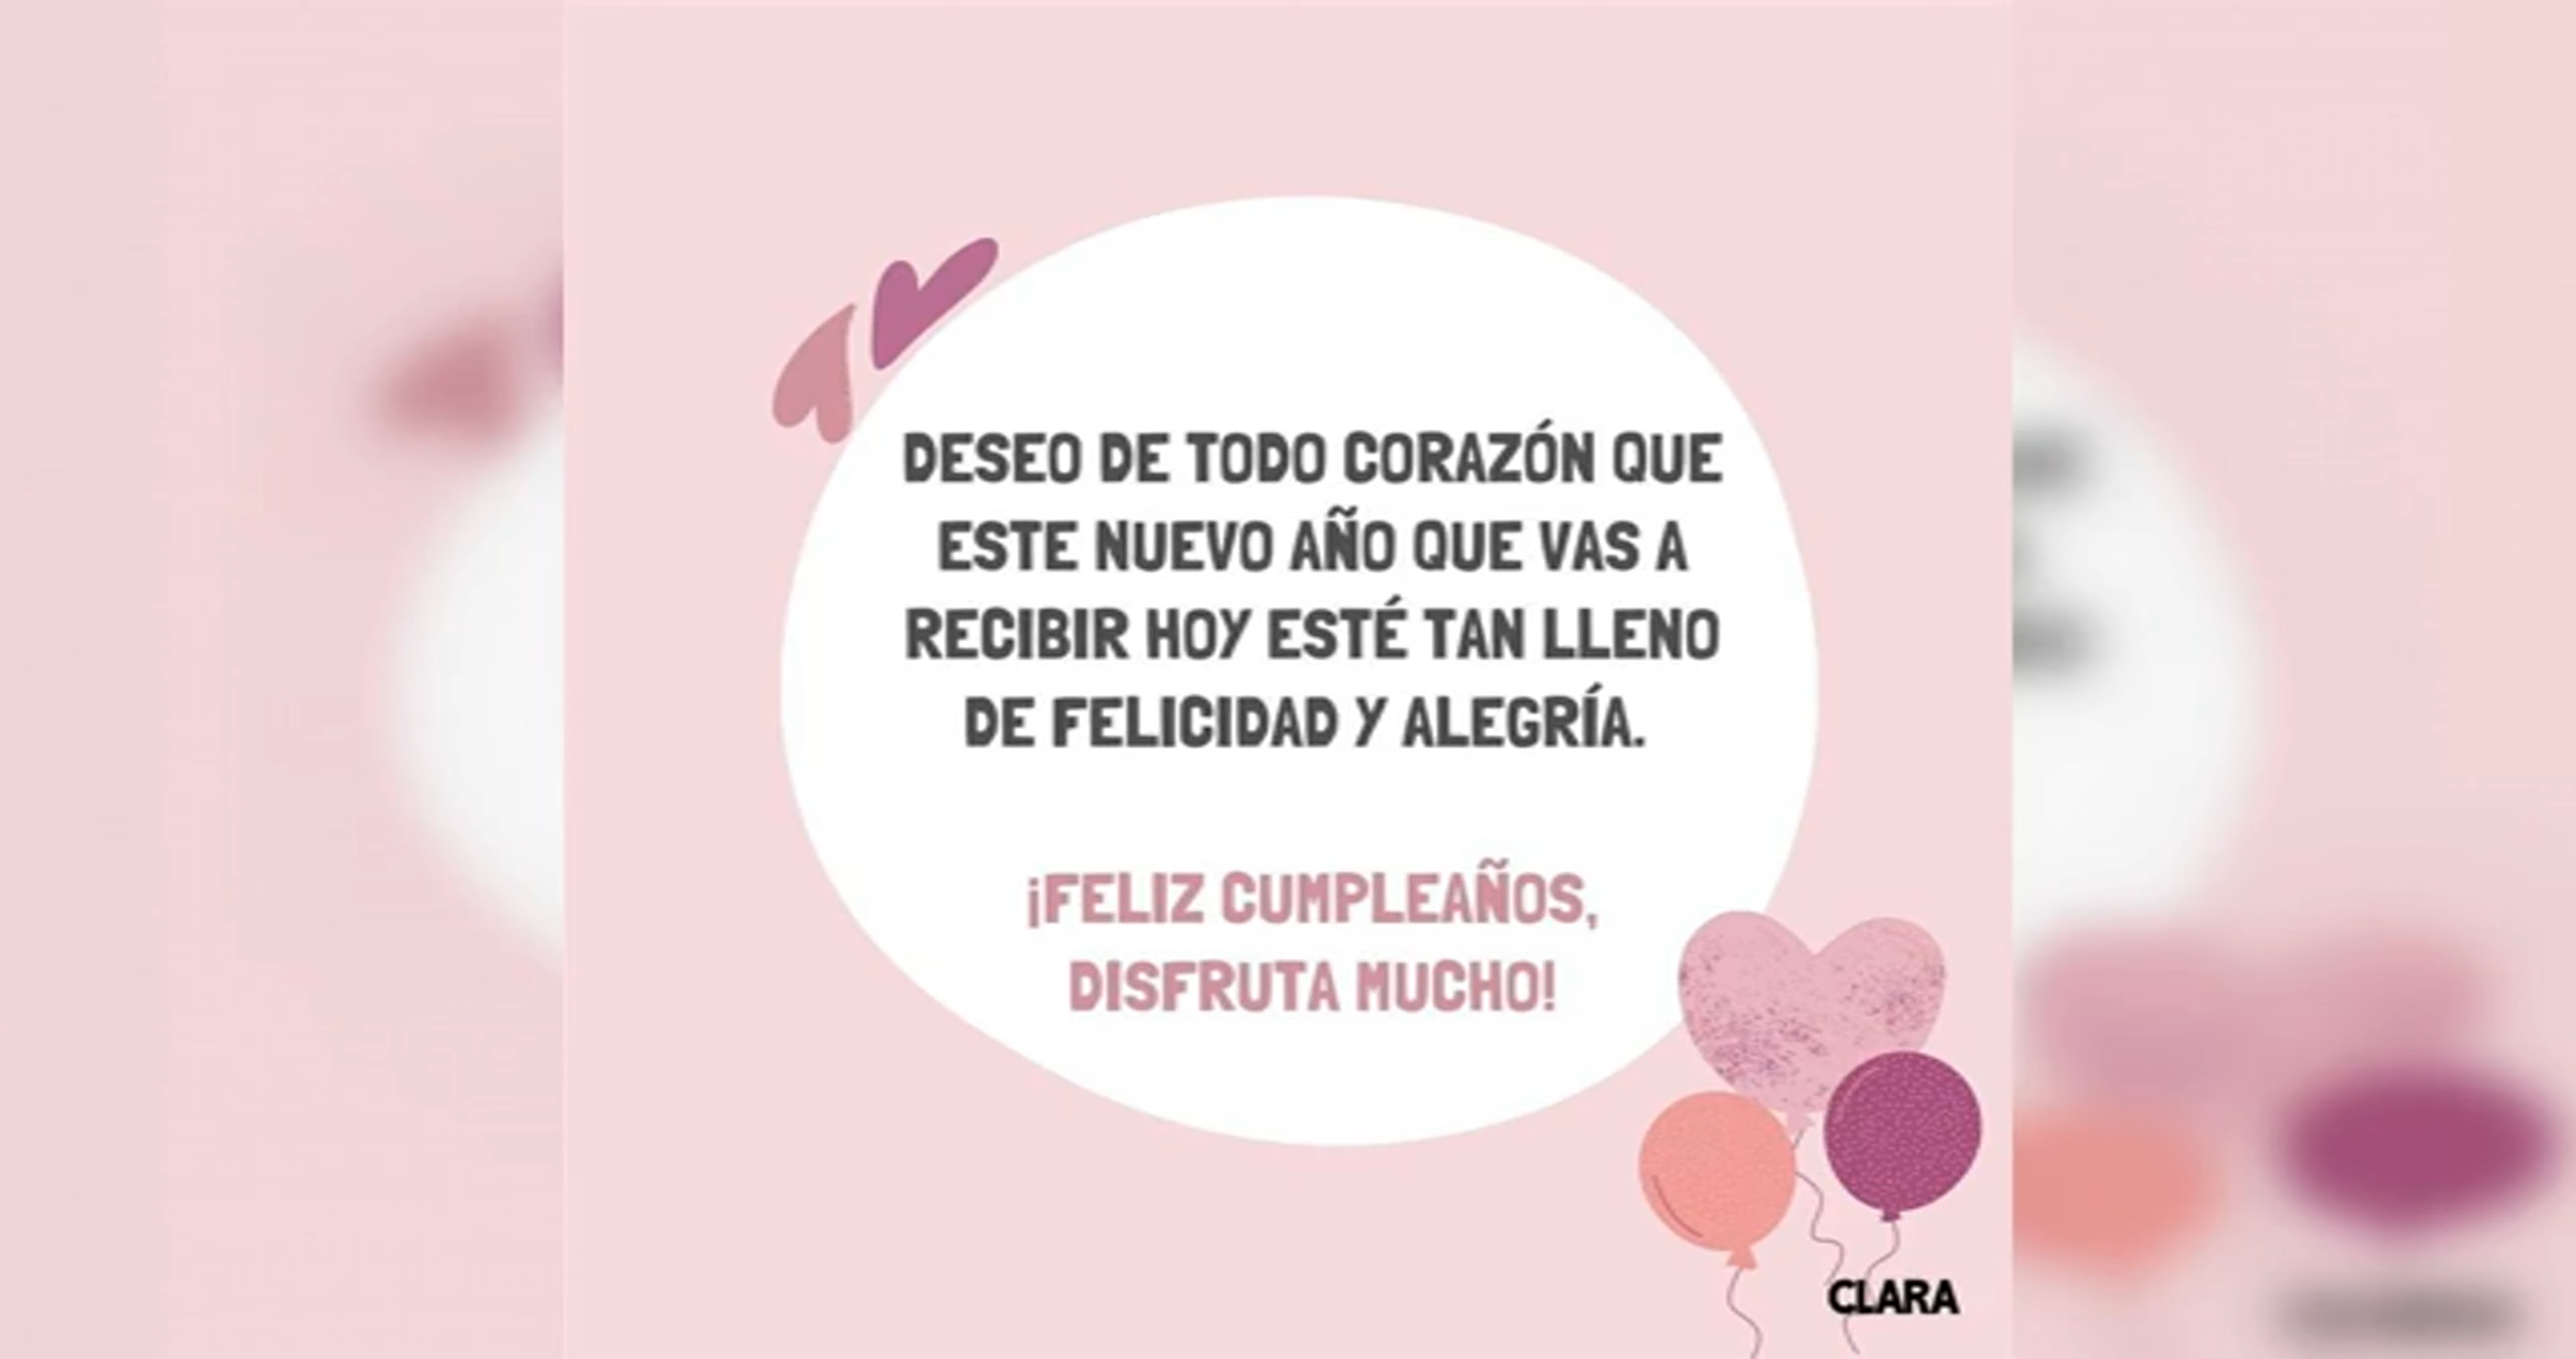 DESEO DE TODO CORAZÓN QUE
ESTE NUEVO AÑO QUE VAS A
RECIBIR HOY ESTÉ TAN LLENO
DE FELICIDAD Y ALEGRÍA.
¡FELIZ CUMPLEAÑOS,
DISFRUTA MUCHO!
CLARA